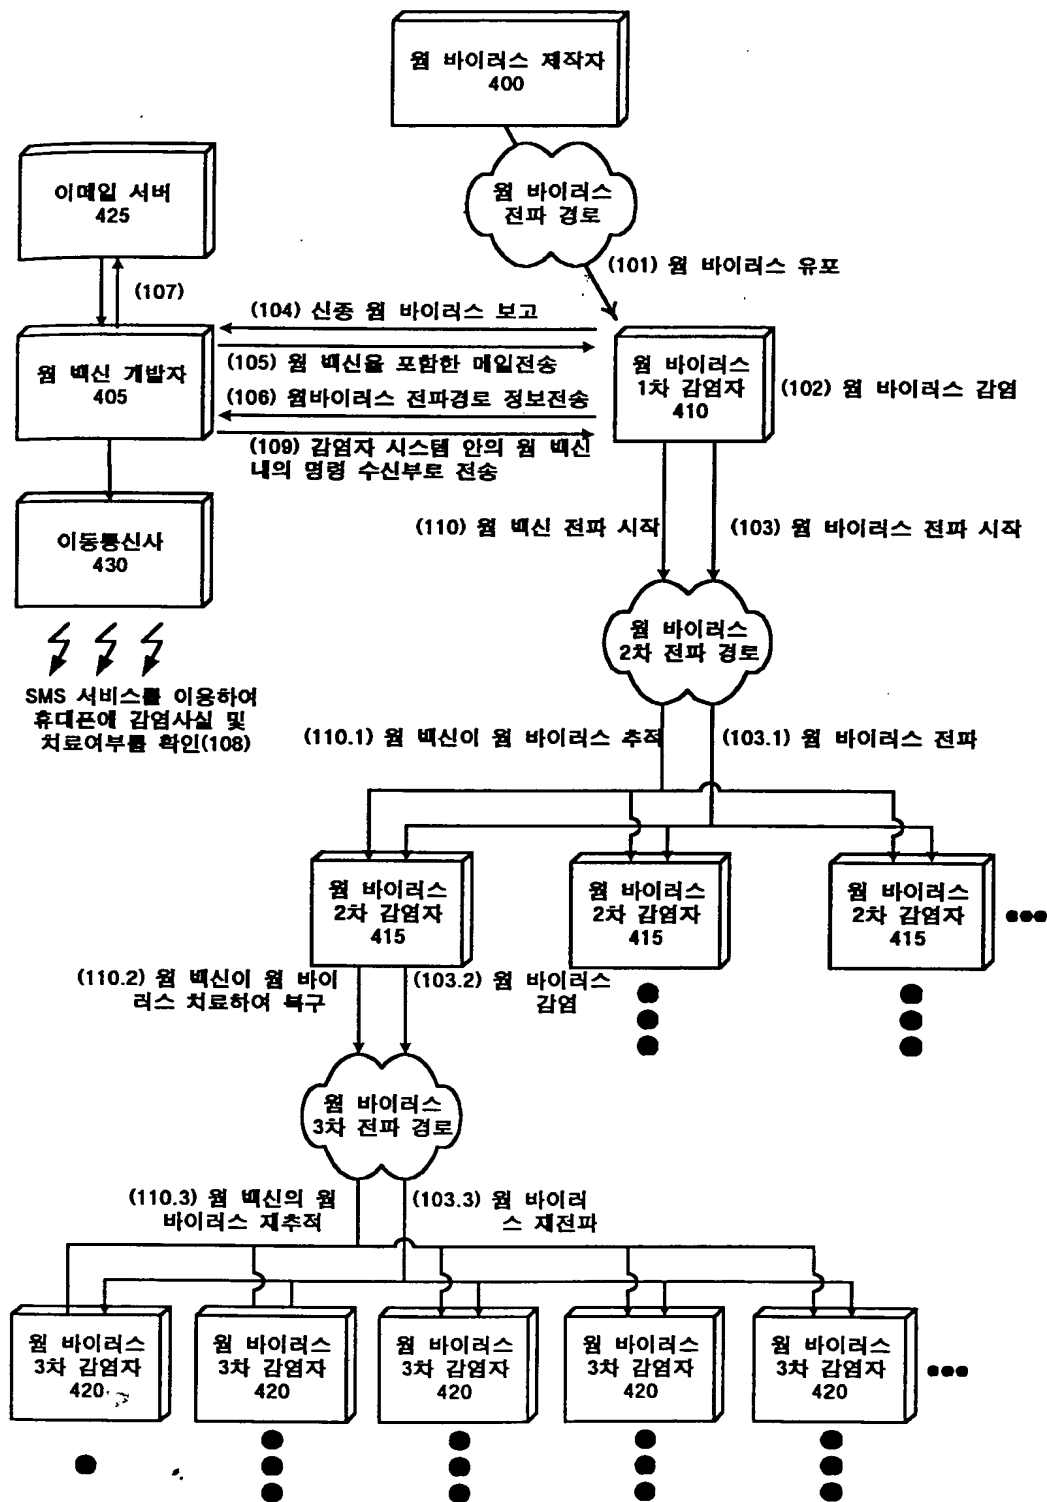 웜 바이러스 제작자
400
웜 바이러스
전파 경로
이메일 서버
425
(101) 웜 바이러스 유포
(107)
(104) 신종 웜 바이러스 보고
(105) 웜 백신을 포함한 메일전송
(106) 웜바이러스 전파경로 정보전송
(109) 감염자 시스템 안의 웜 백신
내의 명령 수신부로 전송
웜 백신 개발자
405
웜 바이러스
1차 감염자
410
(102) 웜 바이러스 감염
이동통신사
430
(110) 웜 백신 전파 시작
(103) 웜 바이러스 전파 시작
웜 바이러스
2차 전파 경로
SMS 서비스를 이용하여
휴대폰에 감염사실 및
치료여부를 확인(108)
(110.1) 웜 백신이 웜 바이러스 추적
(103.1) 웜 바이러스 전파
웜 바이러스
2차 감염자
415
웜 바이러스
2차 감염자
415
웜 바이러스
2차 감염자
415
(110.2) 웜 백신이 웜 바이
러스 치료하여 복구
(103.2) 웜 바이러스
감염
웜 바이러스
3차 전파 경로
(110.3) 웜 백신의 웜
바이러스 재추적
(103.3) 웜 바이러
스 재전파
웜 바이러스
3차 감염자
420
웜 바이러스
3차 감염자
420
웜 바이러스
3차 감염자
420
웜 바이러스
3차 감염자
420
웜 바이러스
3차 감염자
420